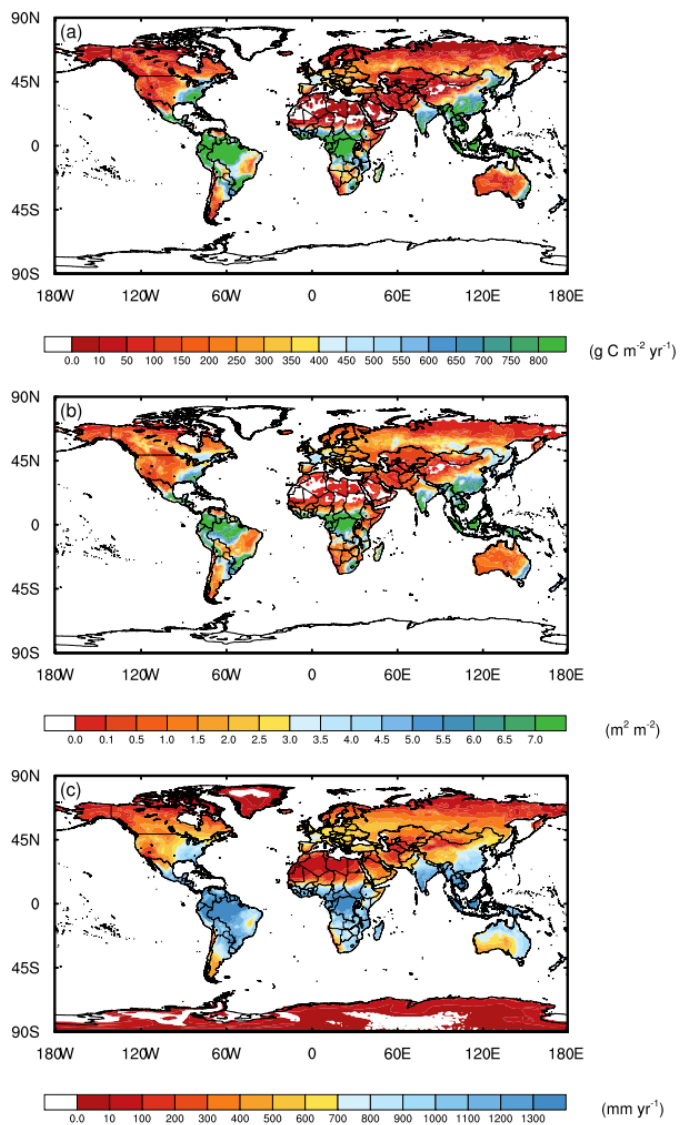 90N
(a)
45N
0
45S
90S
180W 120W 60W 0 60E 120E 180E
0.0 10 50 100 150 200 250 300 350 400 450 500 550 600 650 700 750 800
(g C m⁻² yr⁻¹)
90N
(b)
45N
0
45S
90S
180W 120W 60W 0 60E 120E 180E
0.0 0.1 0.5 1.0 1.5 2.0 2.5 3.0 3.5 4.0 4.5 5.0 5.5 6.0 6.5 7.0
(m² m⁻²)
90N
(c)
45N
0
45S
90S
180W 120W 60W 0 60E 120E 180E
0.0 10 100 200 300 400 500 600 700 800 900 1000 1100 1200 1300
(mm yr⁻¹)